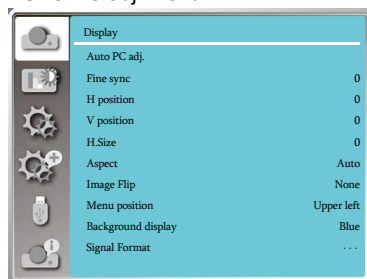 Display
Auto PC adj.
Fine sync 0
H position 0
V position 0
H.Size 0
Aspect Auto
Image Flip None
Menu position Upper left
Background display Blue
Signal Format ...